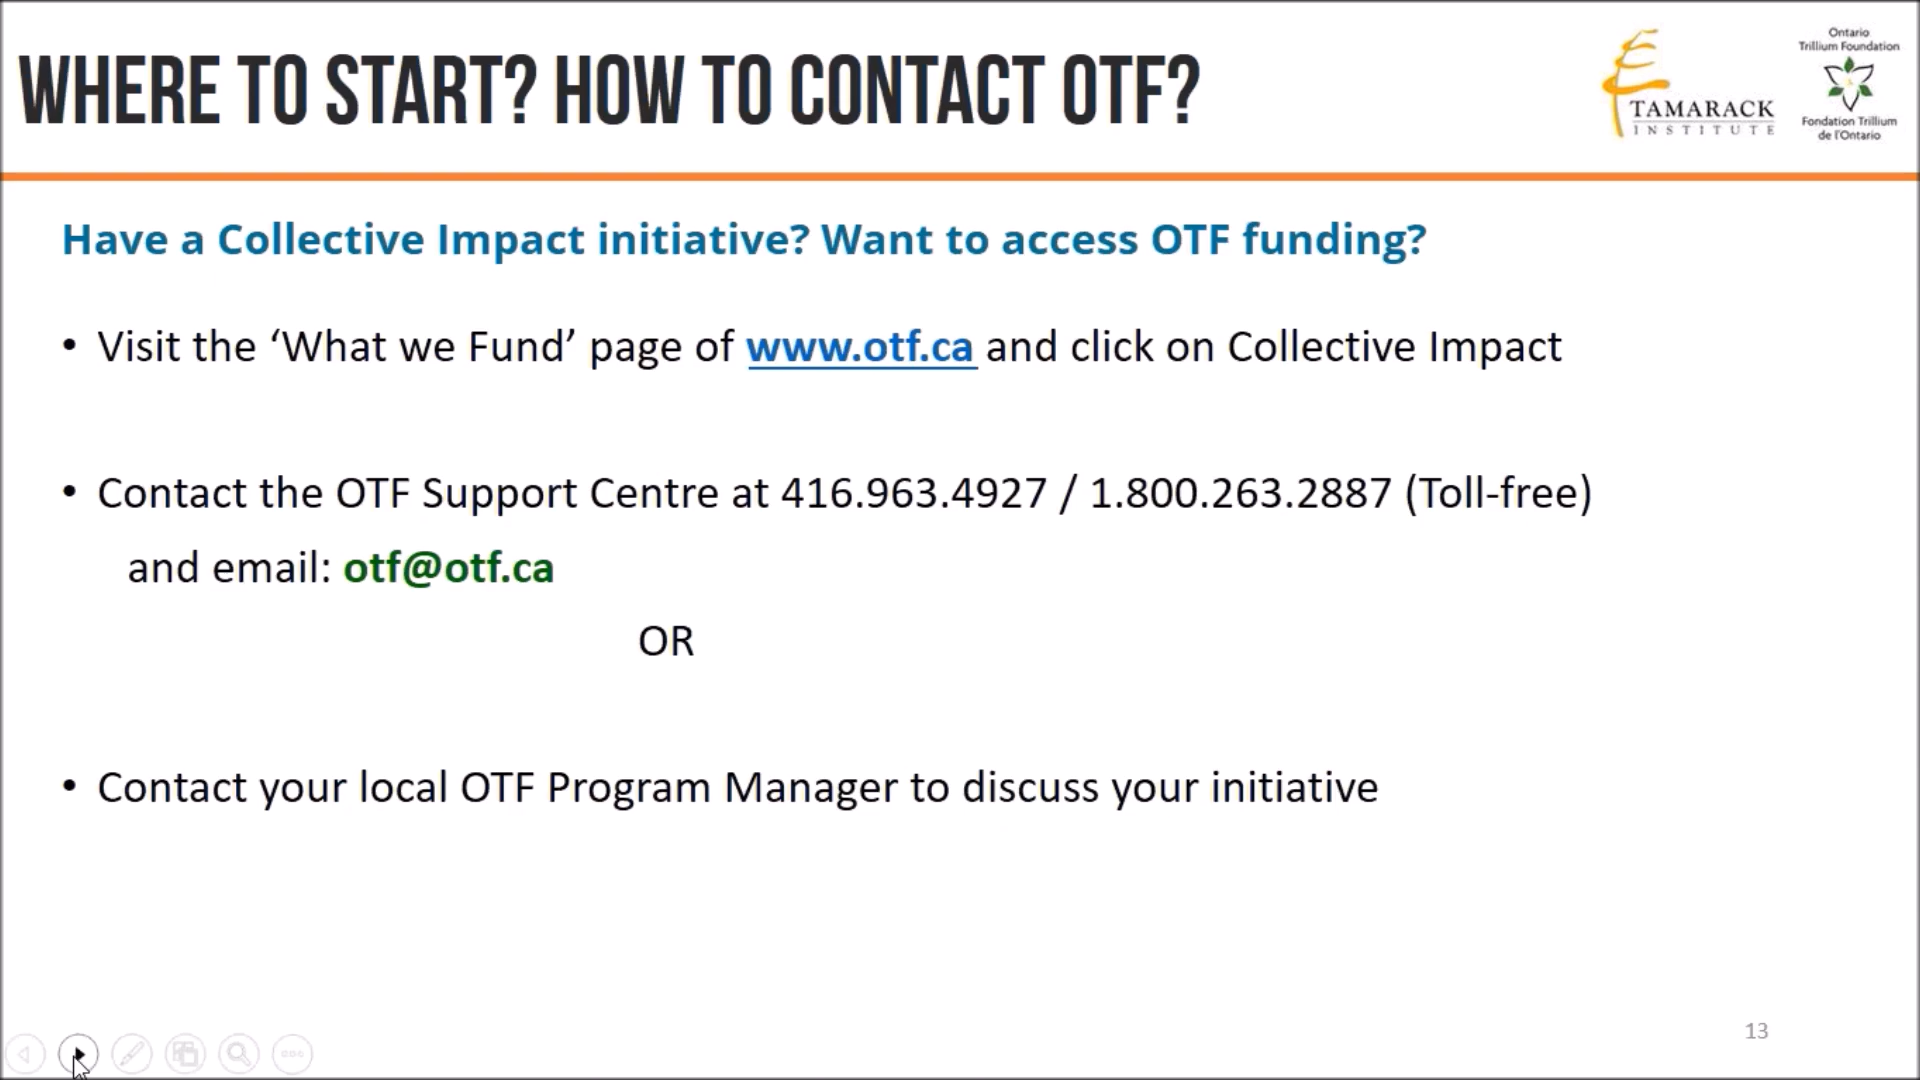 WHERE TO START? HOW TO CONTACT OTF?
TAMARACK
INSTITUTE
Ontario
Trillium Foundation
Fondation Trillium
de l'Ontario
Have a Collective Impact initiative? Want to access OTF funding?
• Visit the ‘What we Fund’ page of www.otf.ca and click on Collective Impact
• Contact the OTF Support Centre at 416.963.4927 / 1.800.263.2887 (Toll-free)
and email: otf@otf.ca
OR
• Contact your local OTF Program Manager to discuss your initiative
13